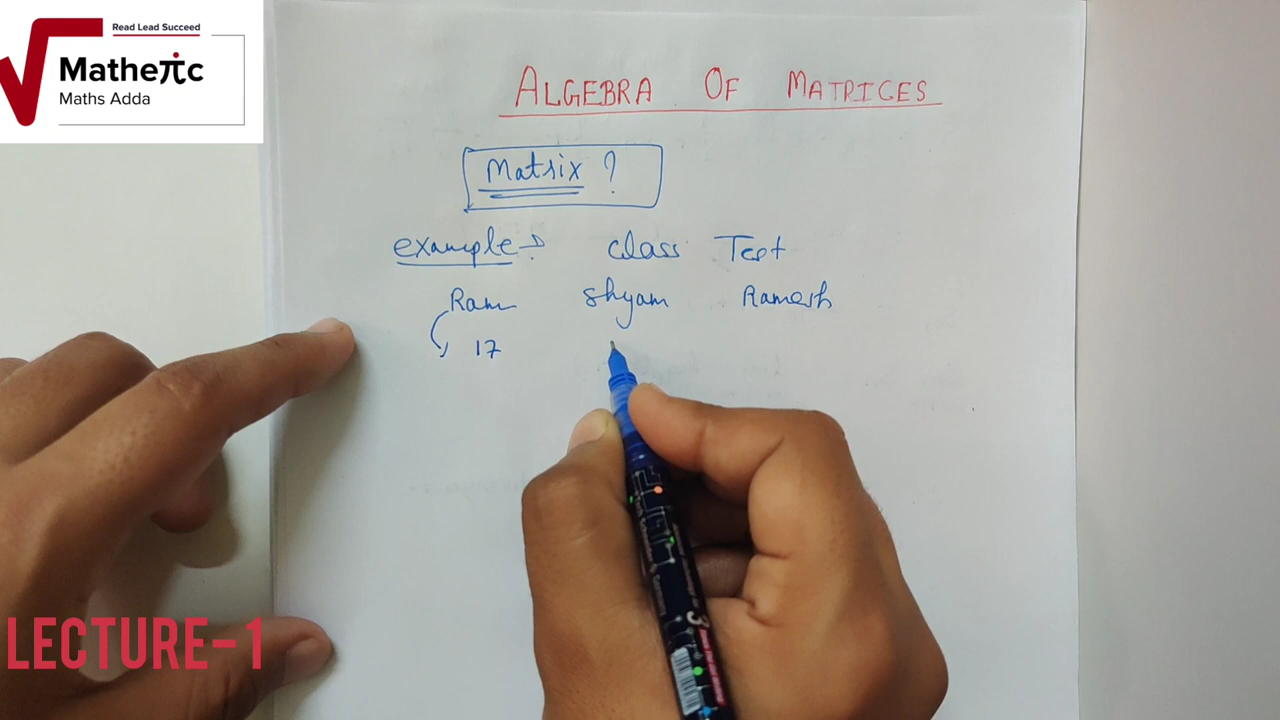 Read Lead Succeed
Matheπc
Maths Adda
ALGEBRA OF MATRICES
Matrix ?
example → class Test
Ram Shyam Ramesh
17
3
LECTURE-1